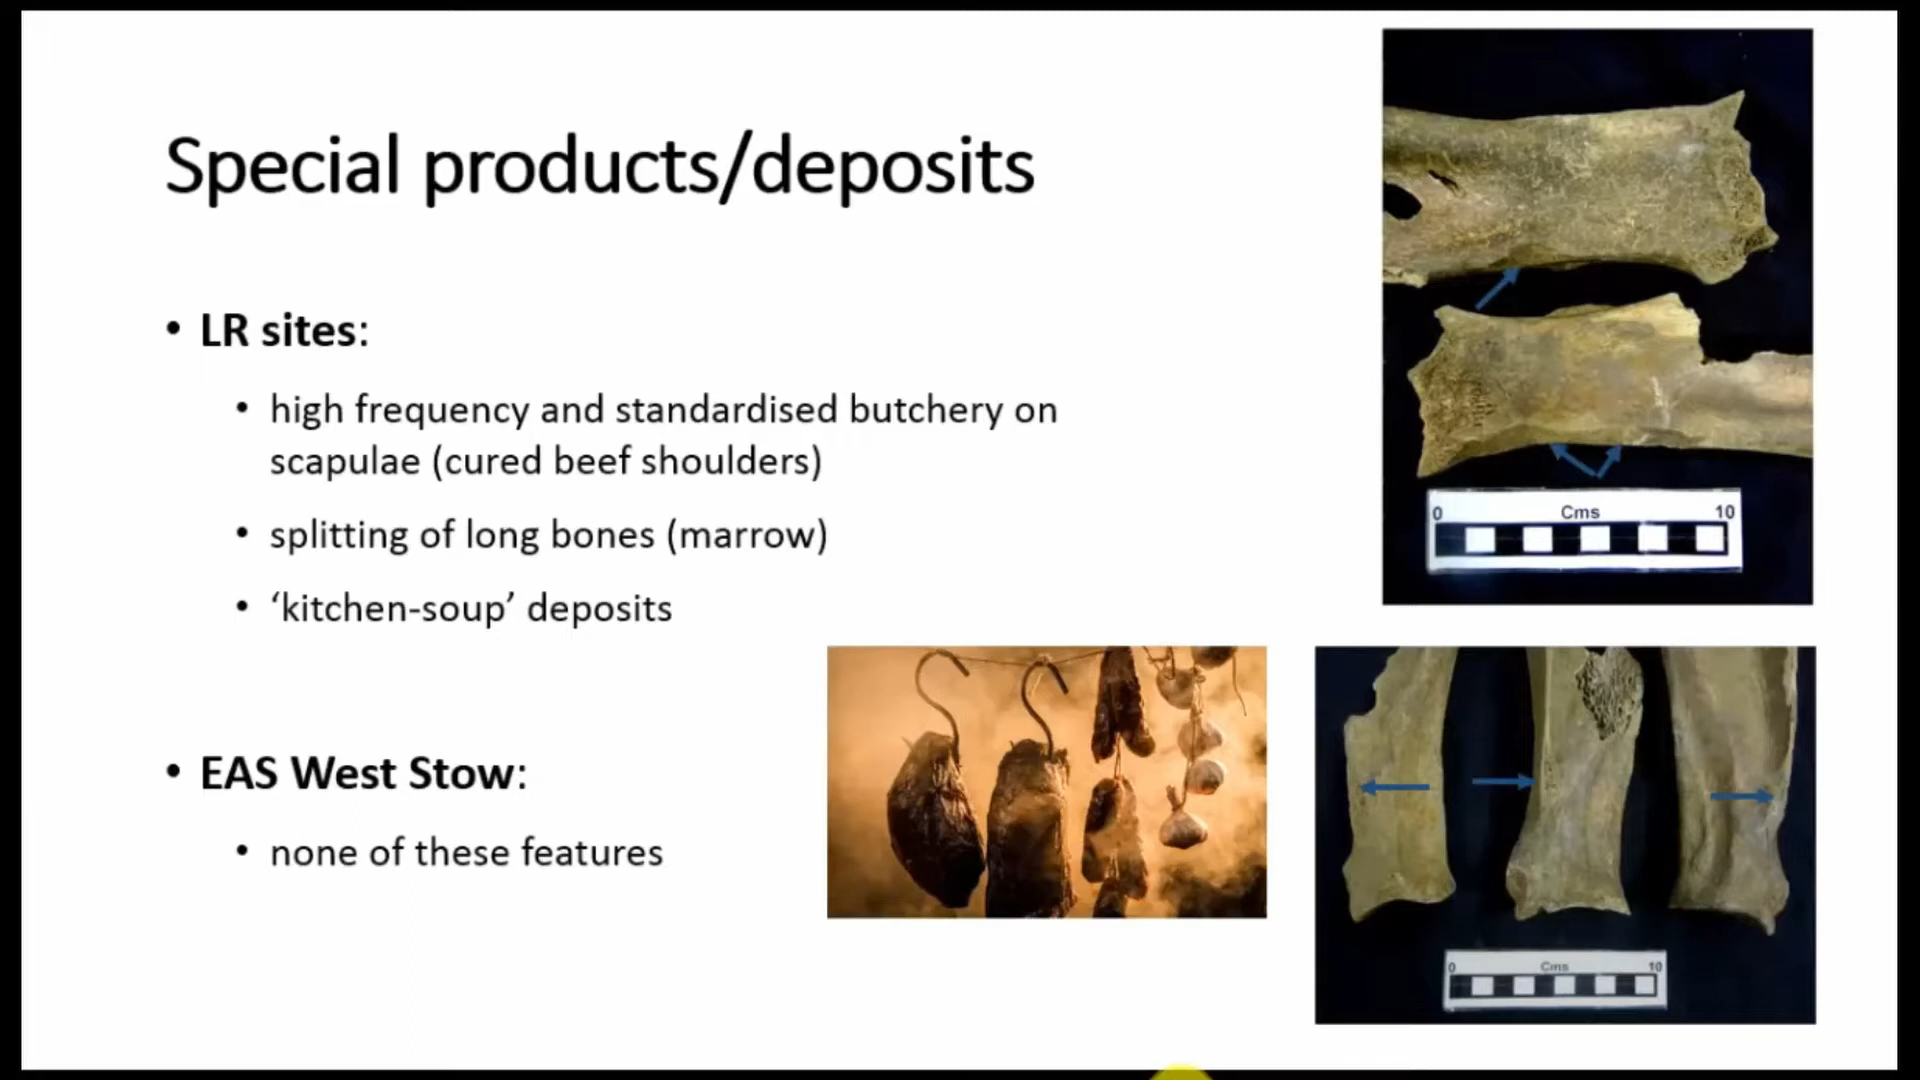 Special products/deposits
• LR sites:
• high frequency and standardised butchery on
scapulae (cured beef shoulders)
• splitting of long bones (marrow)
• ‘kitchen-soup’ deposits
• EAS West Stow:
• none of these features
0 Cms 10
0 Cms 10